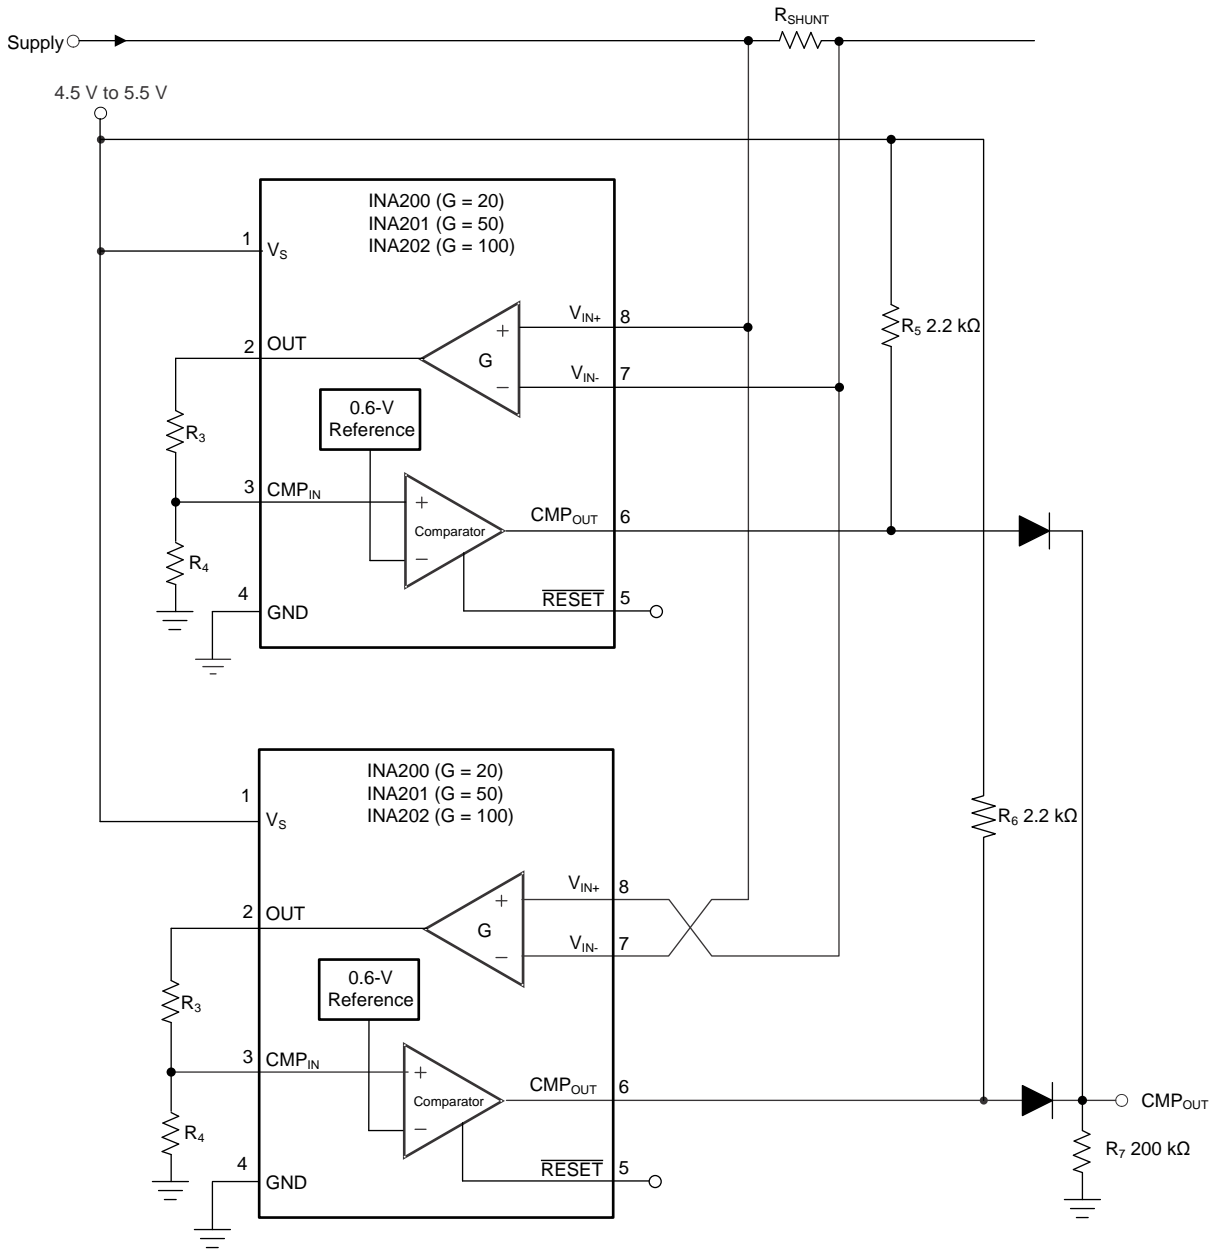 R_SHUNT
Supply
4.5 V to 5.5 V
INA200 (G = 20)
INA201 (G = 50)
INA202 (G = 100)
1
V_S
V_IN+
8
+
R_5 2.2 kΩ
2
OUT
G
V_IN-
7
−
0.6-V
Reference
R_3
3
CMP_IN
+
CMP_OUT
6
Comparator
−
R_4
4
GND
RESET
5
INA200 (G = 20)
INA201 (G = 50)
INA202 (G = 100)
1
V_S
R_6 2.2 kΩ
V_IN+
8
+
2
OUT
G
V_IN-
7
−
0.6-V
Reference
R_3
3
CMP_IN
+
CMP_OUT
6
Comparator
CMP_OUT
−
R_4
R_7 200 kΩ
4
GND
RESET
5